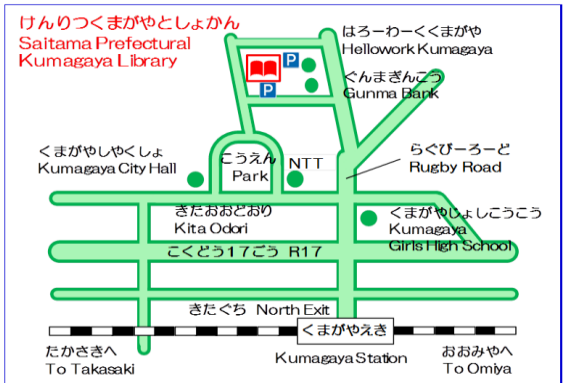 けんりつくまがやとしょかん
Saitama Prefectural
Kumagaya Library
はろーわーくくまがや
Hellowork Kumagaya
P
P
ぐんまぎんこう
Gunma Bank
くまがやしやくしょ
Kumagaya City Hall
こうえん
Park
NTT
らぐびーろーど
Rugby Road
きたおおどおり
Kita Odori
くまがやじょしこうこう
Kumagaya
Girls High School
こくどう17ごう R17
きたぐち North Exit
くまがやえき
Kumagaya Station
たかさきへ
To Takasaki
おおみやへ
To Omiya